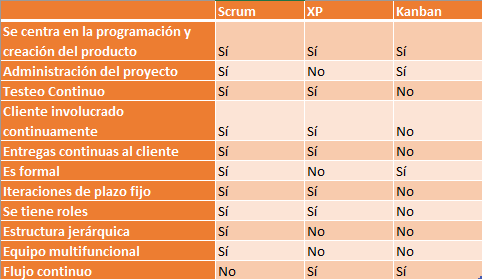 Scrum XP Kanban
Se centra en la programación y
creación del producto Sí Sí Sí
Administración del proyecto Sí No Sí
Testeo Continuo Sí Sí No
Cliente involucrado
continuamente Sí Sí No
Entregas continuas al cliente Sí Sí No
Es formal Sí No Sí
Iteraciones de plazo fijo Sí Sí No
Se tiene roles Sí Sí No
Estructura jerárquica Sí No No
Equipo multifuncional Sí No No
Flujo continuo No Sí Sí